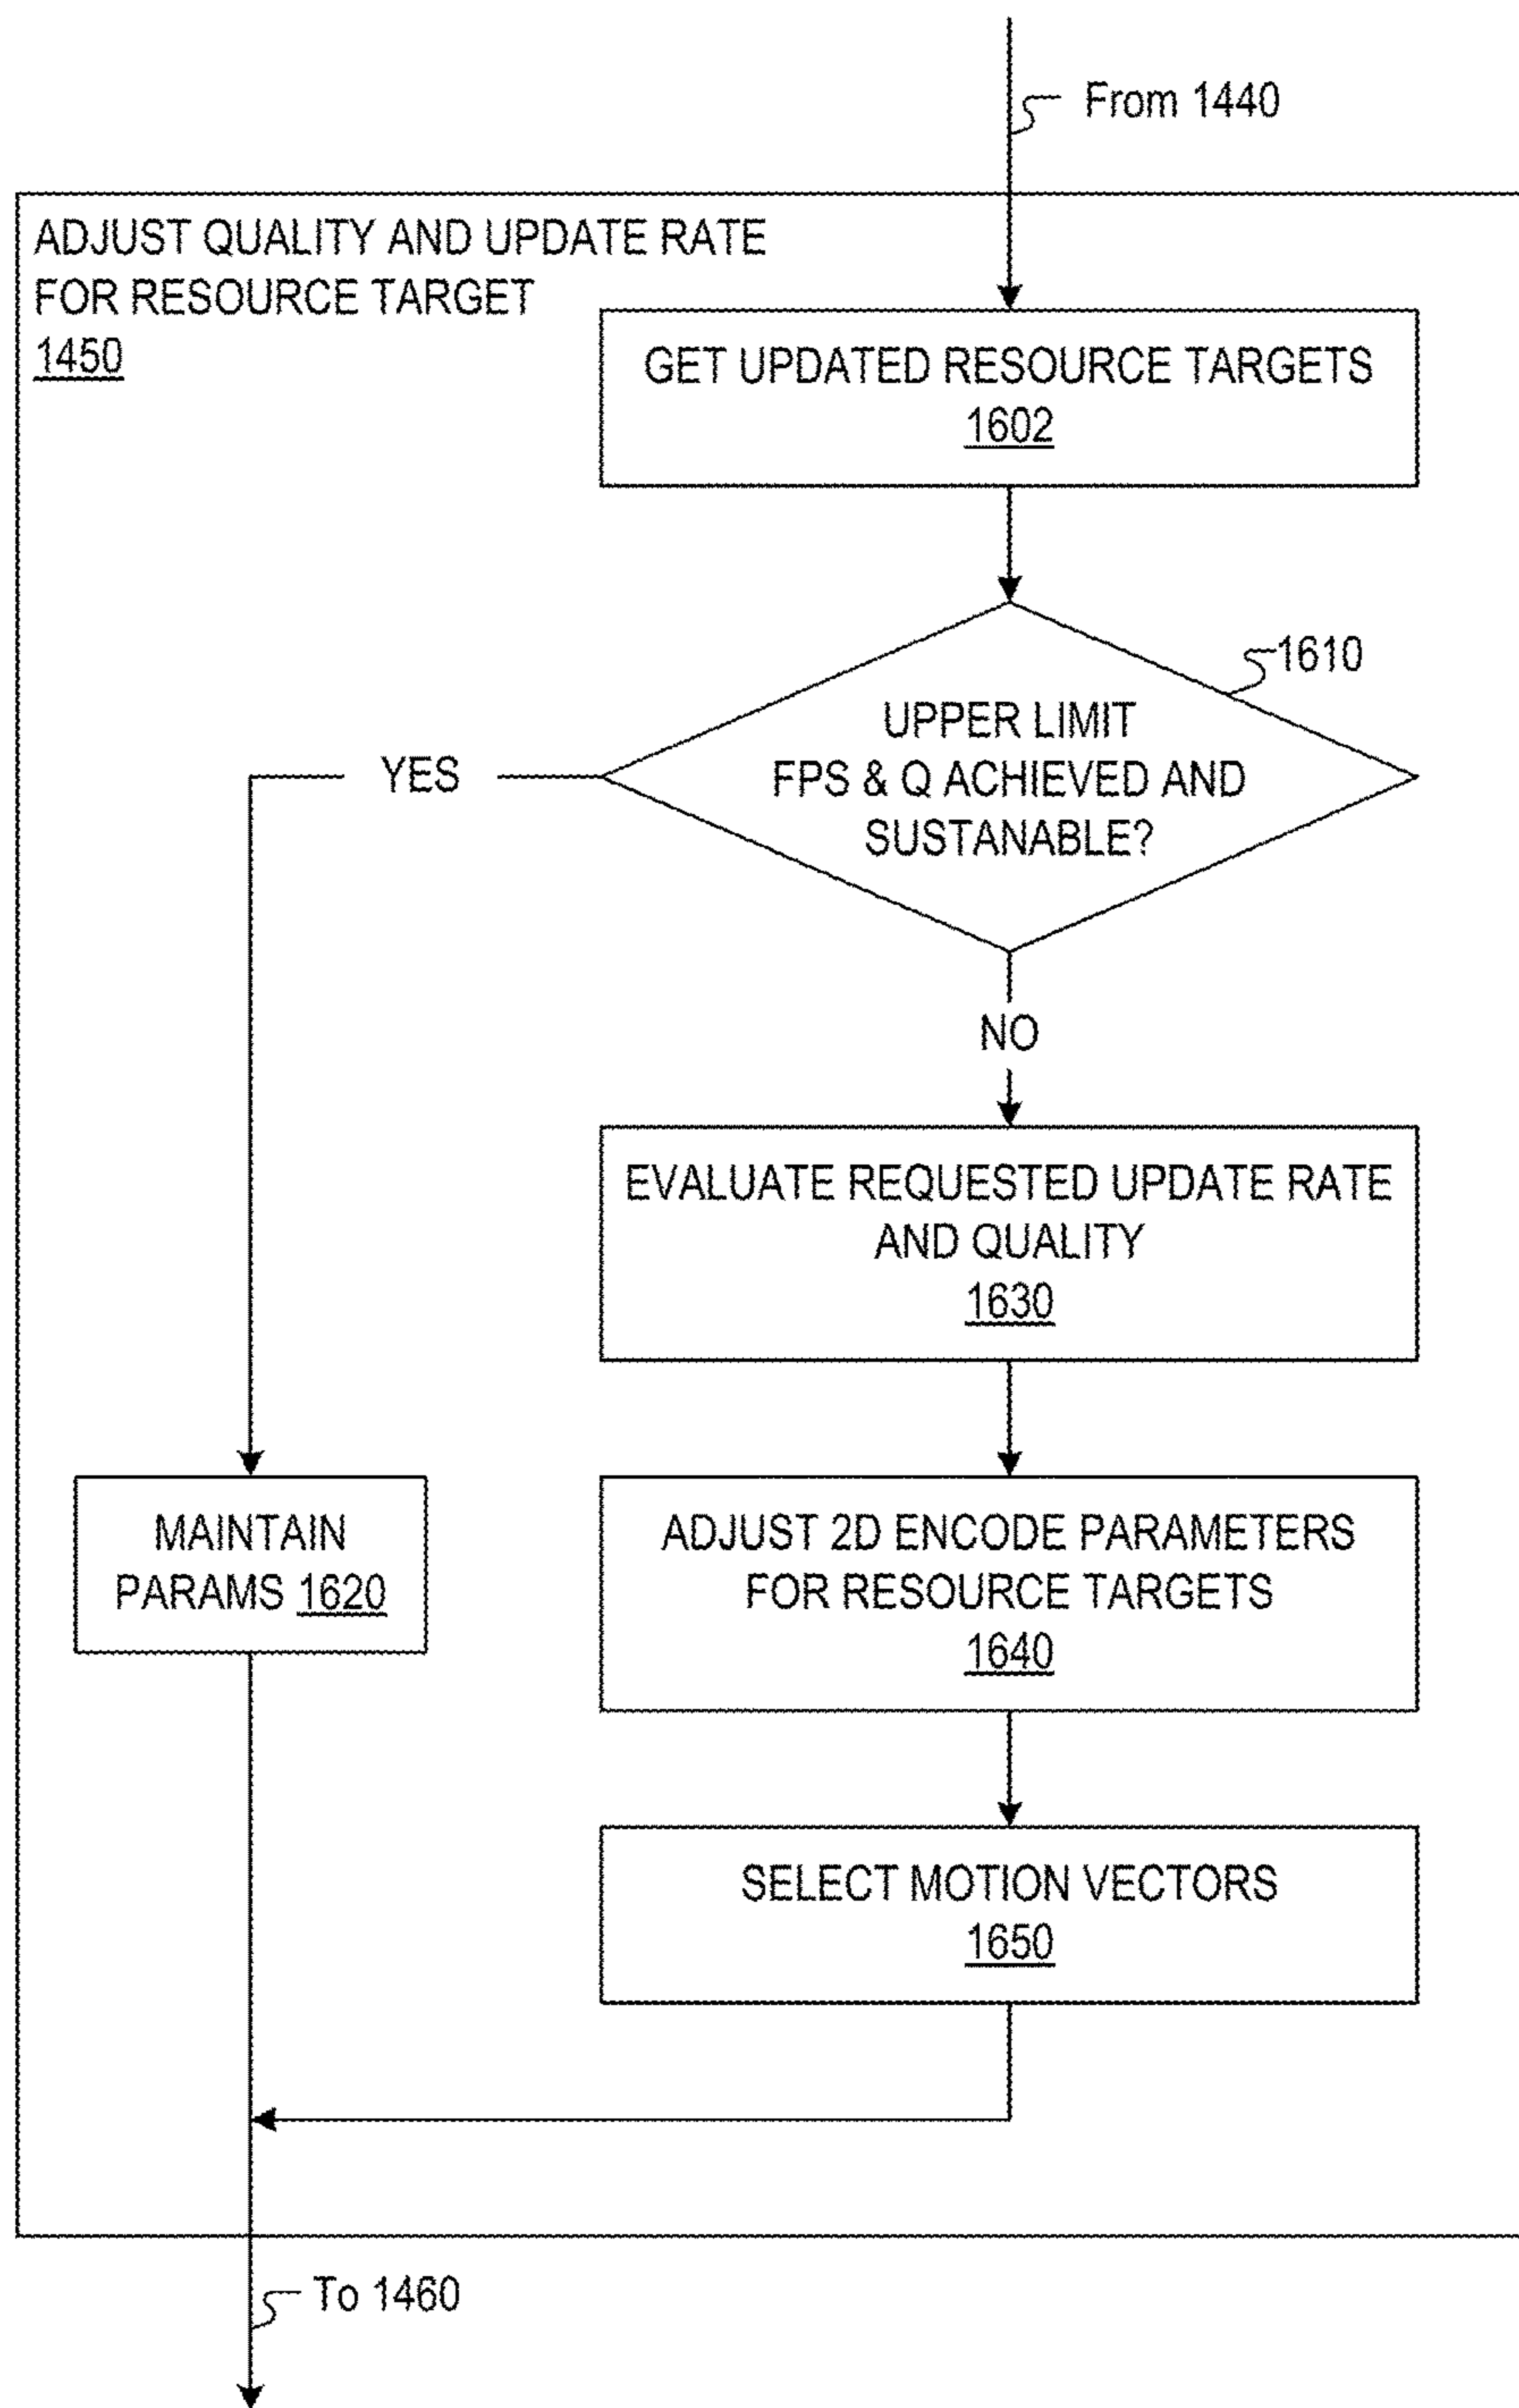 From 1440
ADJUST QUALITY AND UPDATE RATE
FOR RESOURCE TARGET
1450
GET UPDATED RESOURCE TARGETS
1602
1610
UPPER LIMIT
FPS & Q ACHIEVED AND
SUSTANABLE?
YES
NO
EVALUATE REQUESTED UPDATE RATE
AND QUALITY
1630
MAINTAIN
PARAMS 1620
ADJUST 2D ENCODE PARAMETERS
FOR RESOURCE TARGETS
1640
SELECT MOTION VECTORS
1650
To 1460